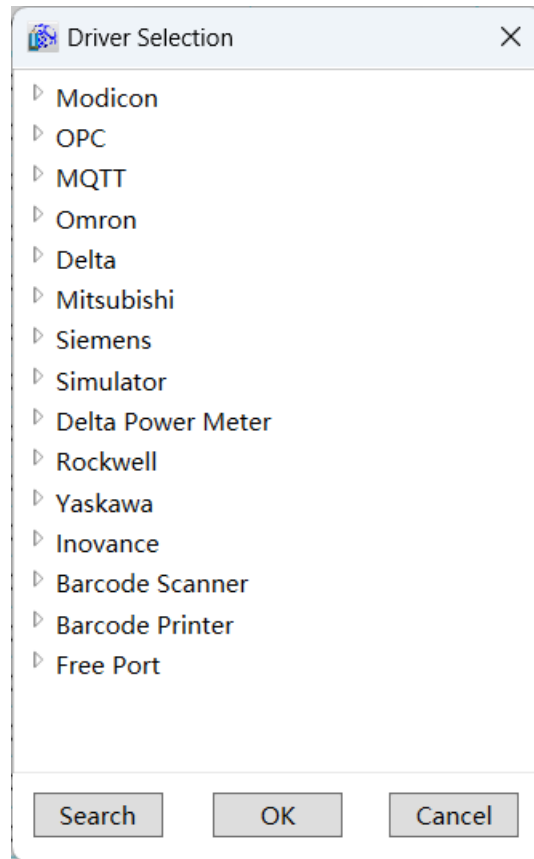 Driver Selection
Modicon
OPC
MQTT
Omron
Delta
Mitsubishi
Siemens
Simulator
Delta Power Meter
Rockwell
Yaskawa
Inovance
Barcode Scanner
Barcode Printer
Free Port
Search OK Cancel